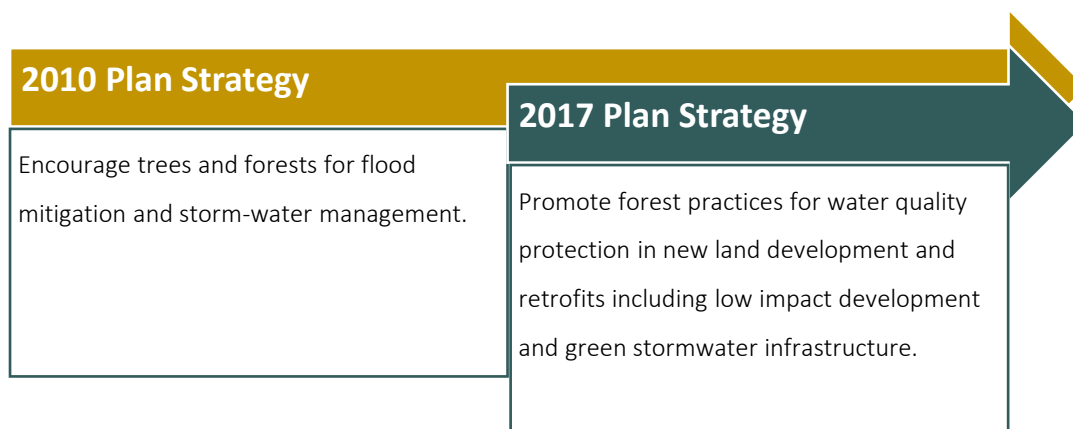 2010 Plan Strategy
Encourage trees and forests for flood
mitigation and storm-water management.
2017 Plan Strategy
Promote forest practices for water quality
protection in new land development and
retrofits including low impact development
and green stormwater infrastructure.